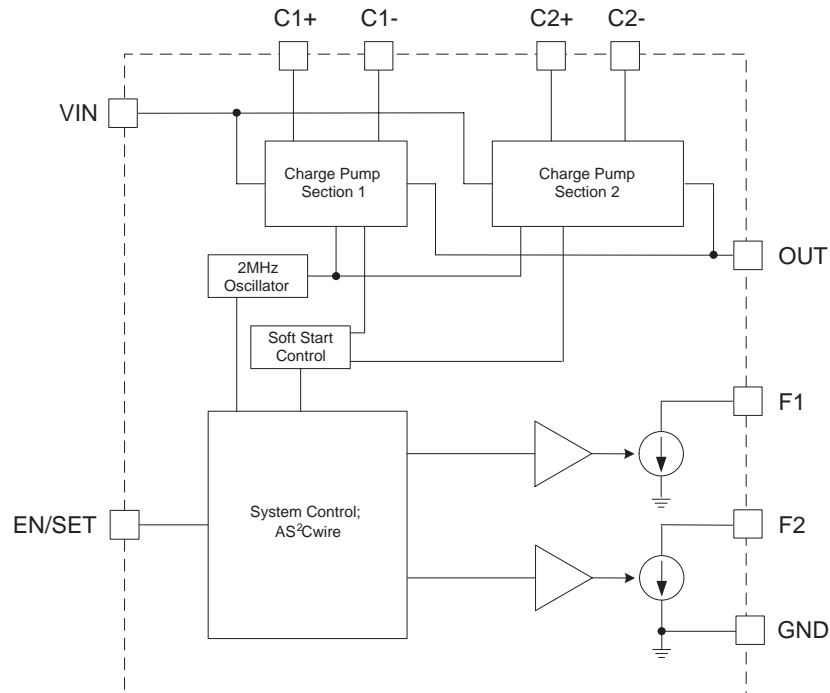 C1+ C1- C2+ C2-
VIN
Charge Pump
Section 1
Charge Pump
Section 2
OUT
2MHz
Oscillator
Soft Start
Control
F1
System Control;
AS²Cwire
EN/SET
F2
GND